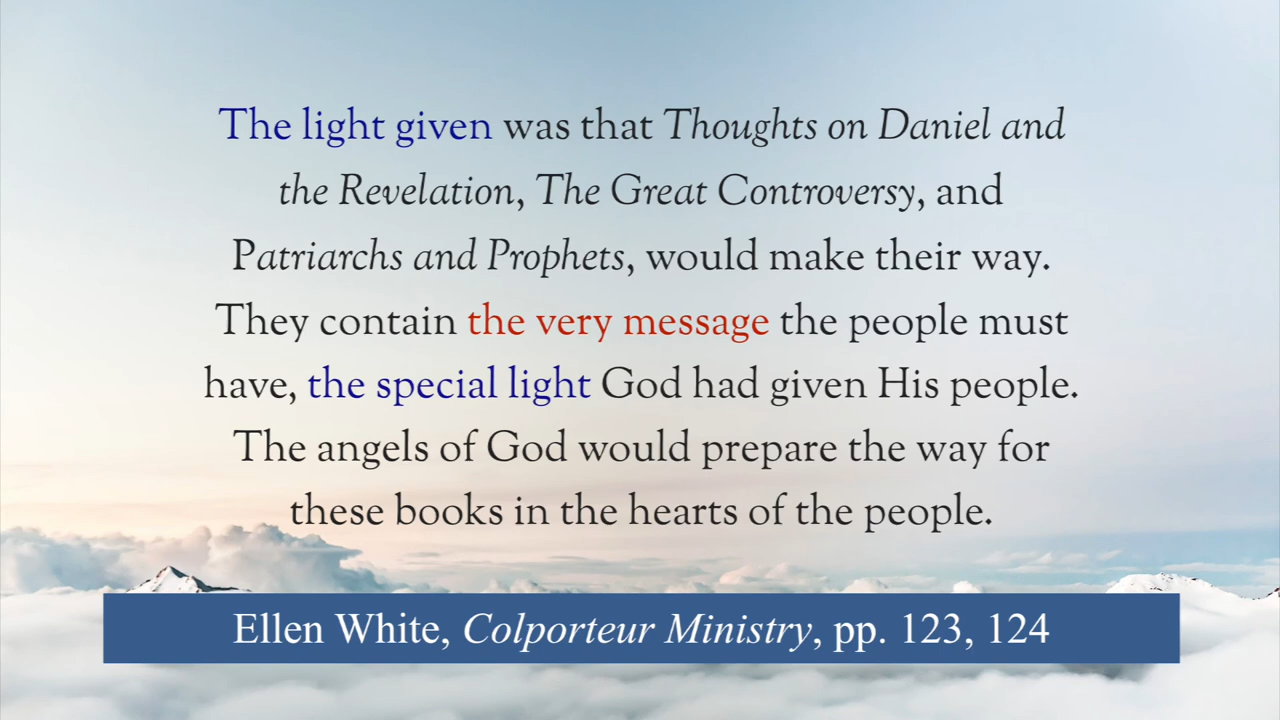 The light given was that Thoughts on Daniel and
the Revelation, The Great Controversy, and
Patriarchs and Prophets, would make their way.
They contain the very message the people must
have, the special light God had given His people.
The angels of God would prepare the way for
these books in the hearts of the people.
Ellen White, Colporteur Ministry, pp. 123, 124